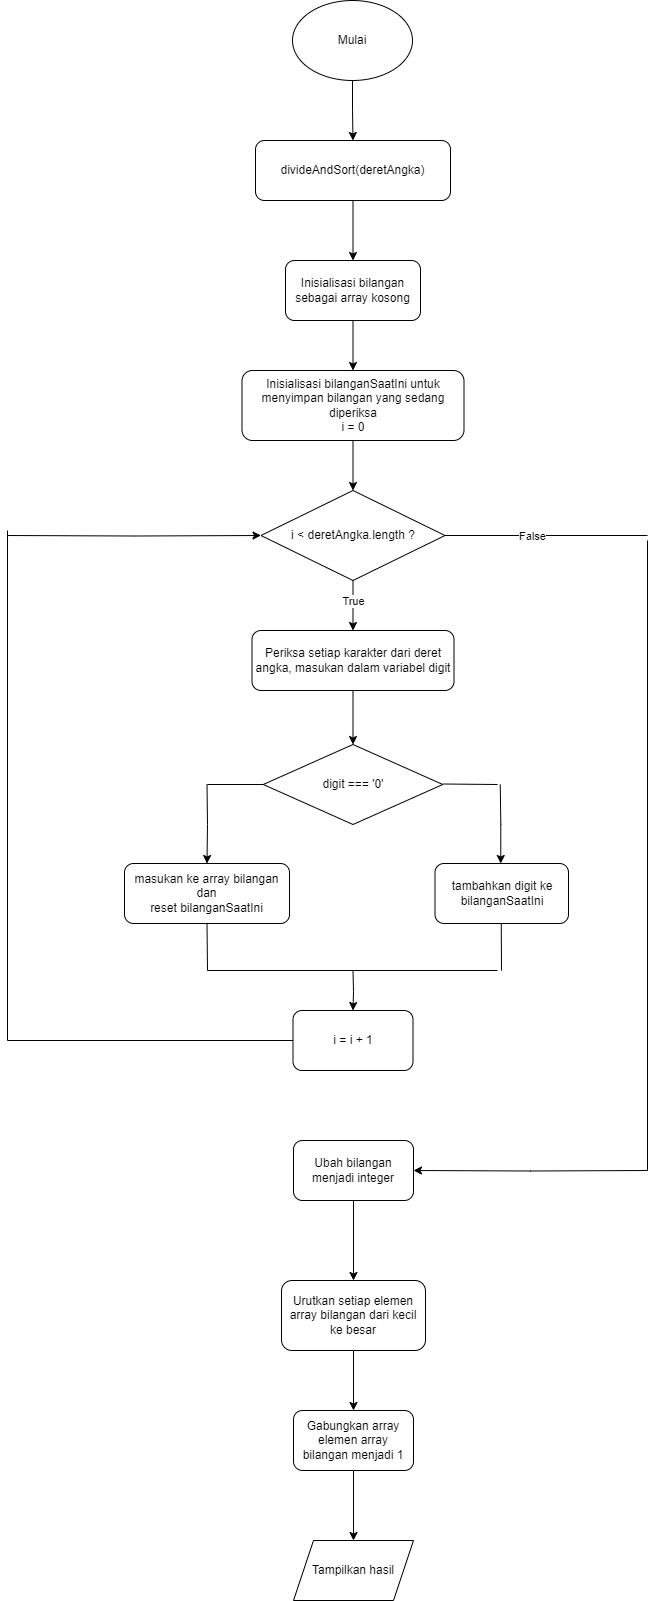 Mulai
divideAndSort(deretAngka)
Inisialisasi bilangan
sebagai array kosong
Inisialisasi bilanganSaatIni untuk
menyimpan bilangan yang sedang
diperiksa
i = 0
i < deretAngka.length ?
False
True
Periksa setiap karakter dari deret
angka, masukan dalam variabel digit
digit === '0'
masukan ke array bilangan
dan
reset bilanganSaatIni
tambahkan digit ke
bilanganSaatIni
i = i + 1
Ubah bilangan
menjadi integer
Urutkan setiap elemen
array bilangan dari kecil
ke besar
Gabungkan array
elemen array
bilangan menjadi 1
Tampilkan hasil